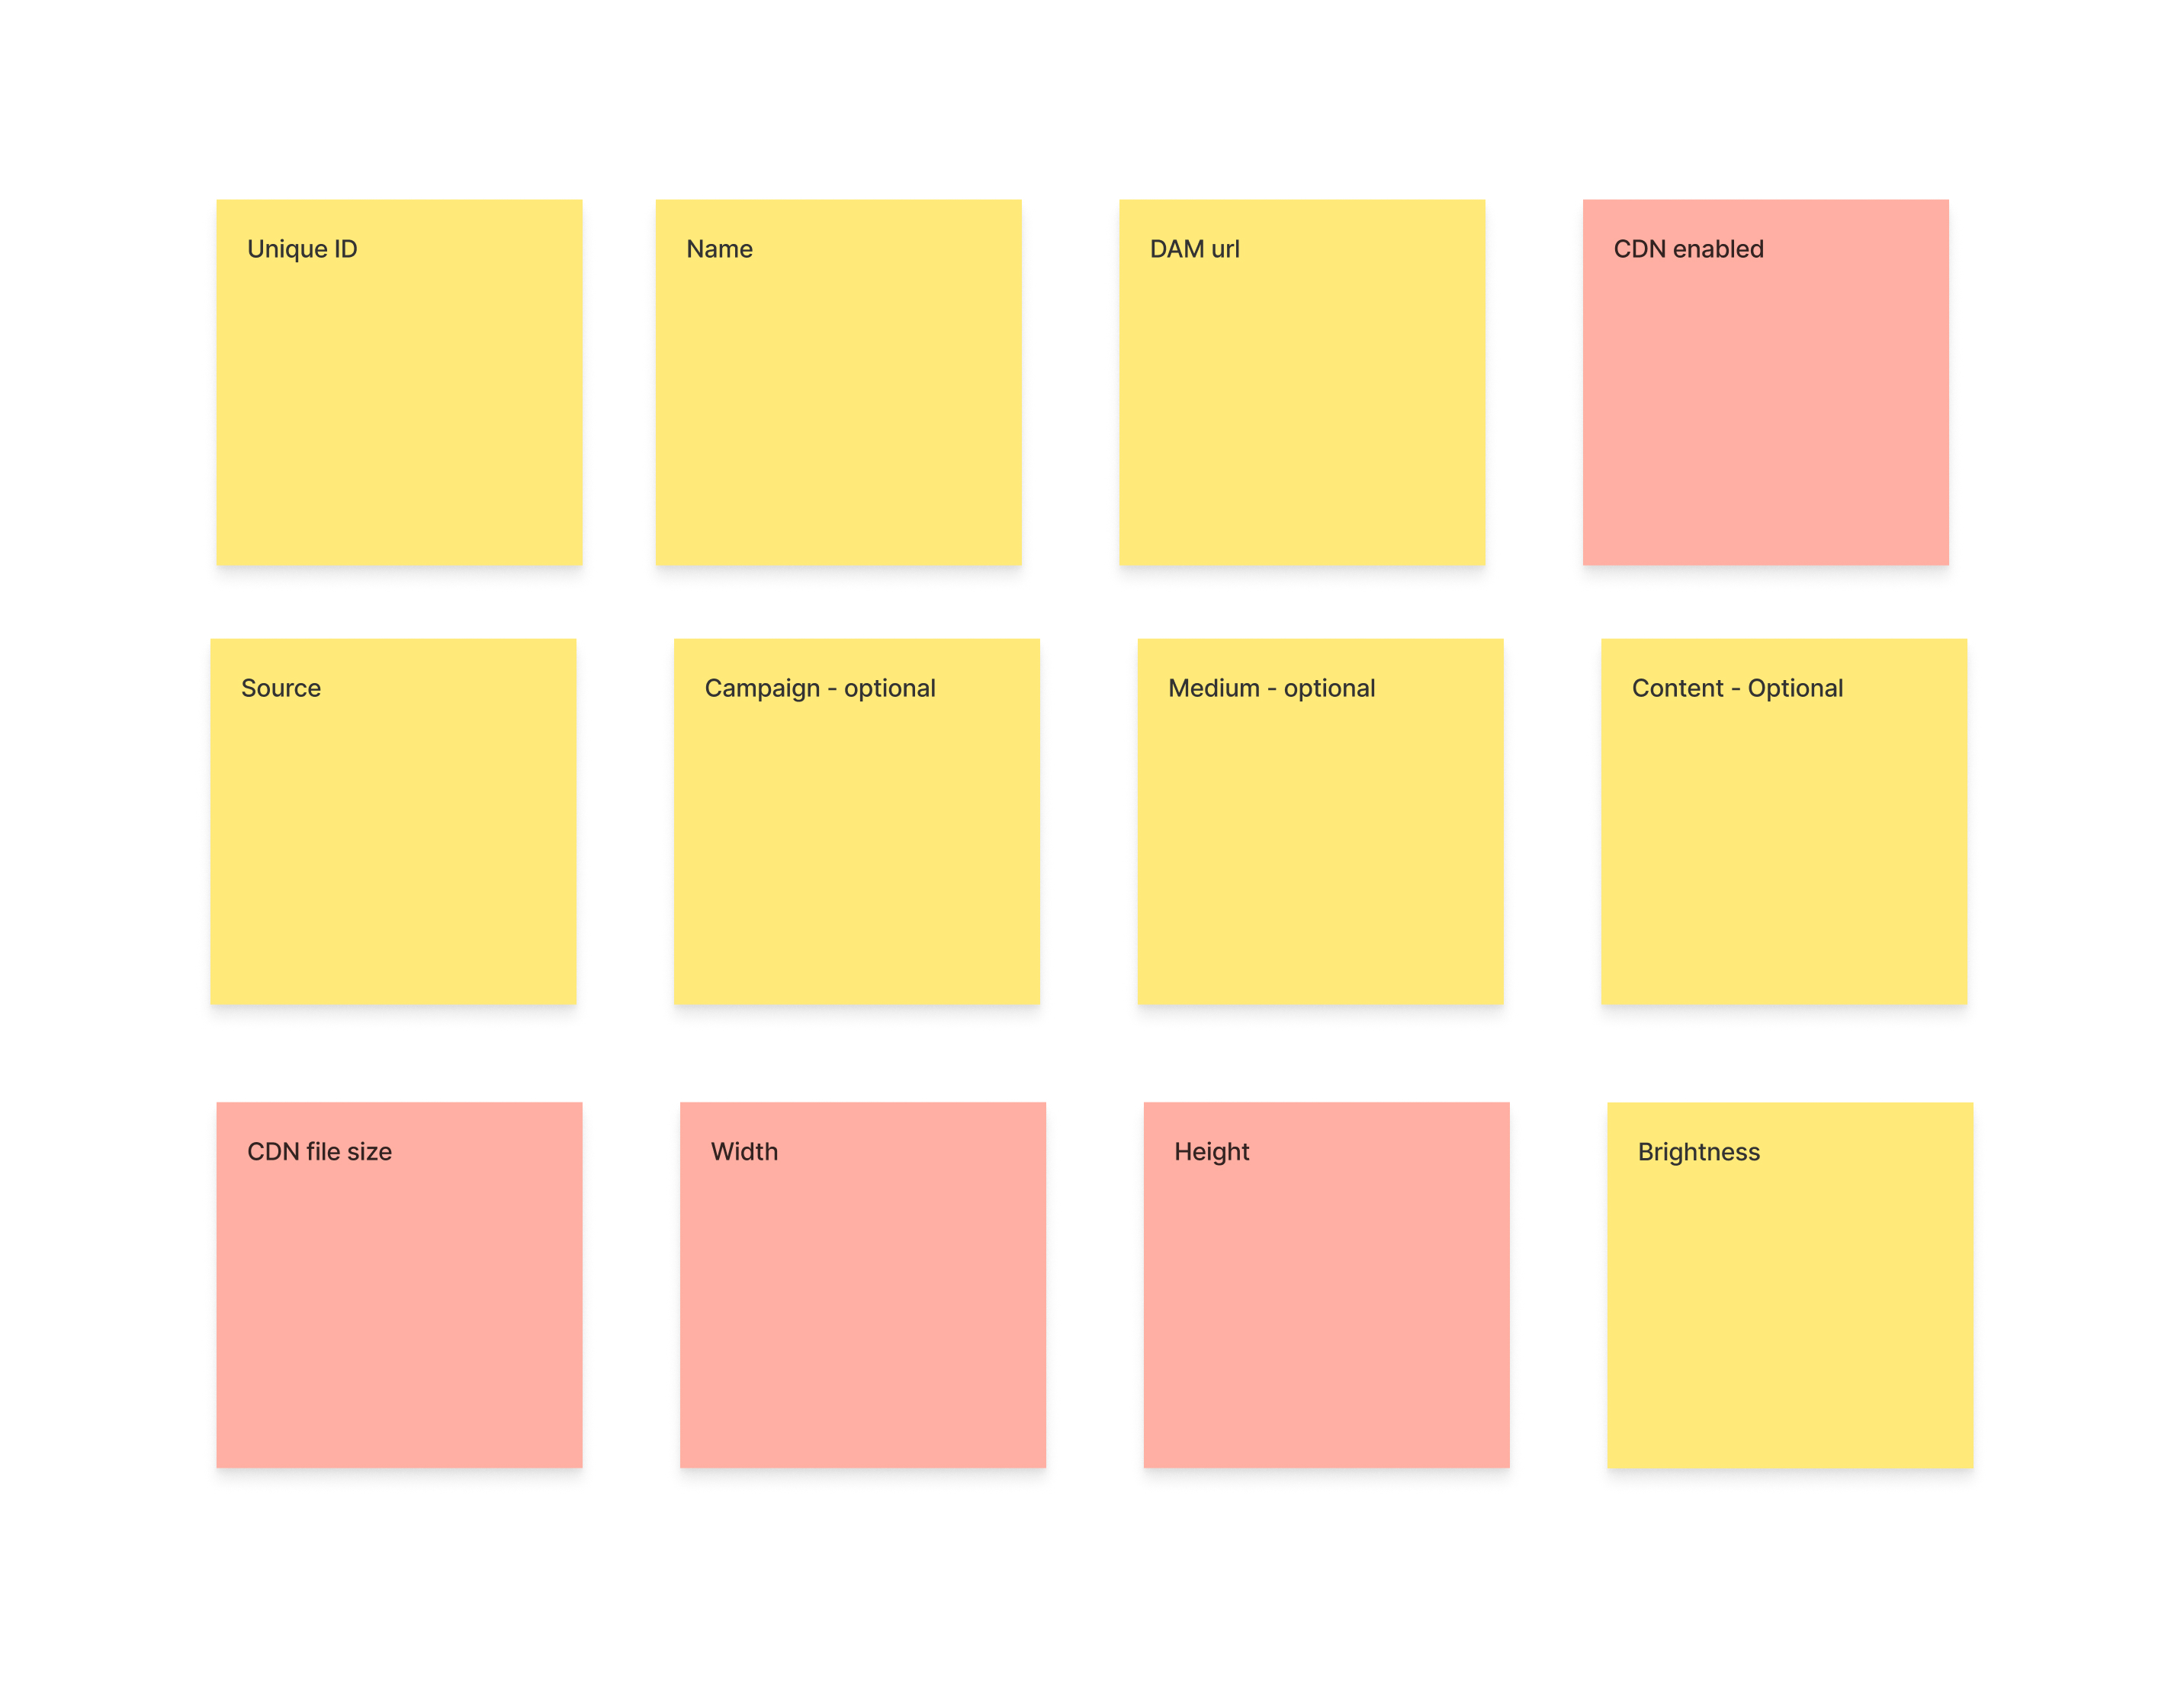 Unique ID
Name
DAM url
CDN enabled
Source
Campaign - optional
Medium - optional
Content - Optional
CDN file size
Width
Height
Brightness